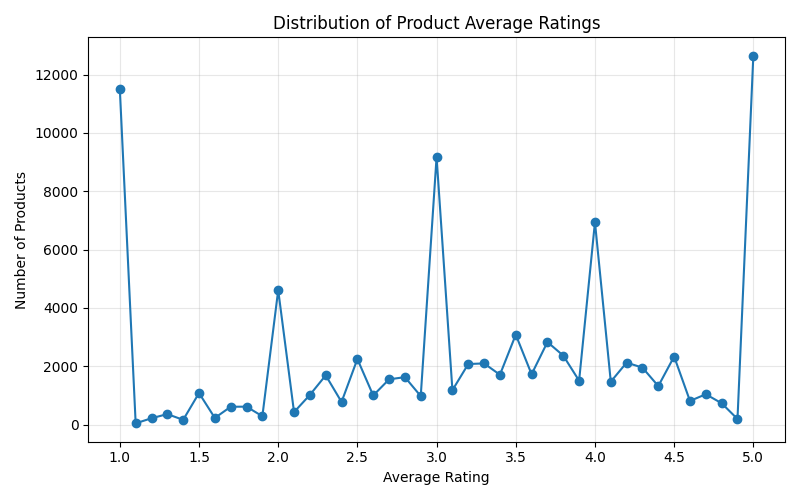 Distribution of Product Average Ratings
Number of Products
12000
10000
8000
6000
4000
2000
0
1.0 1.5 2.0 2.5 3.0 3.5 4.0 4.5 5.0
Average Rating